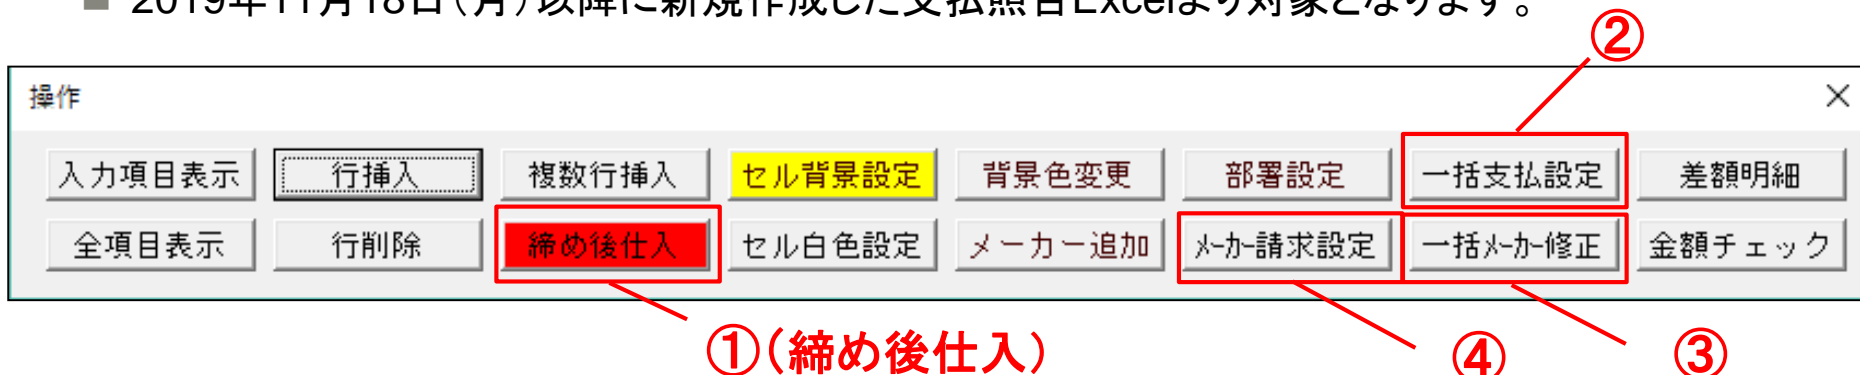 ■ 2019年11月18日（月）以降に新規作成した支払照合Excelより対象となります。
②
操作
入力項目表示 行挿入 複数行挿入 セル背景設定 背景色変更 部署設定 一括支払設定 差額明細
全項目表示 行削除 締め後仕入 セル白色設定 メーカー追加 ﾒｰｶｰ請求設定 一括ﾒｰｶｰ修正 金額チェック
①（締め後仕入）
④ ③